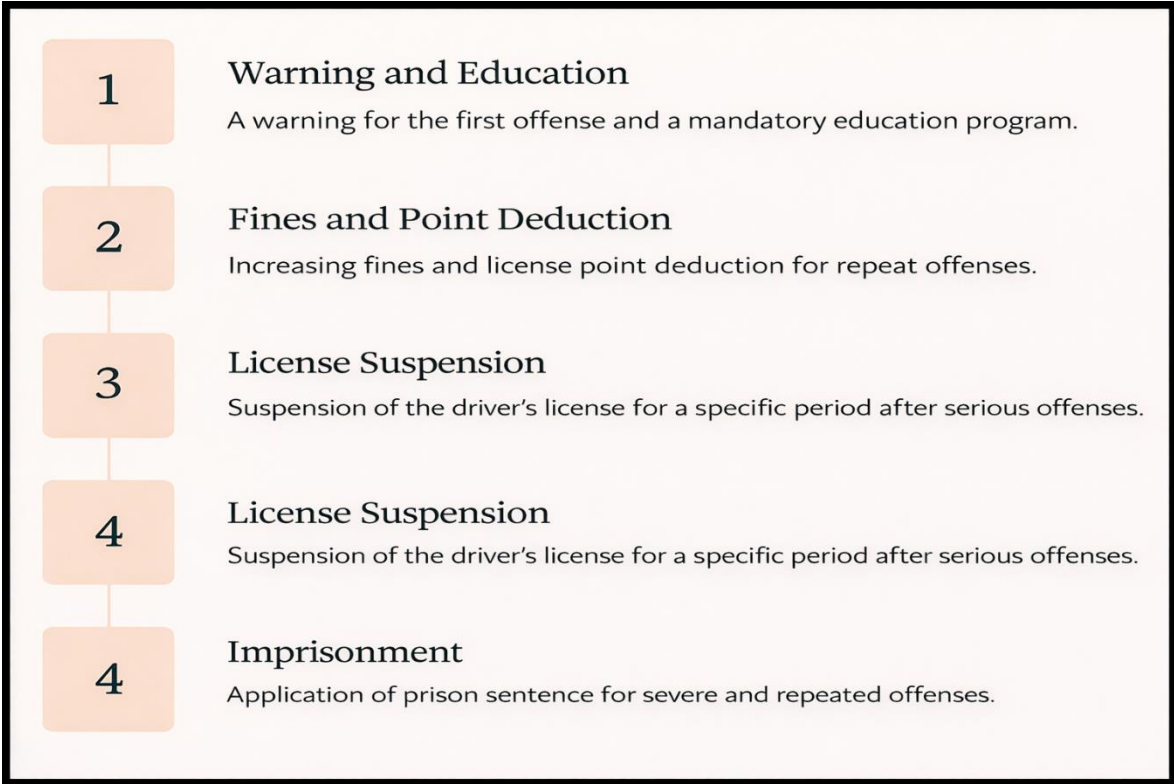 1
Warning and Education
A warning for the first offense and a mandatory education program.
2
Fines and Point Deduction
Increasing fines and license point deduction for repeat offenses.
3
License Suspension
Suspension of the driver's license for a specific period after serious offenses.
4
License Suspension
Suspension of the driver's license for a specific period after serious offenses.
4
Imprisonment
Application of prison sentence for severe and repeated offenses.